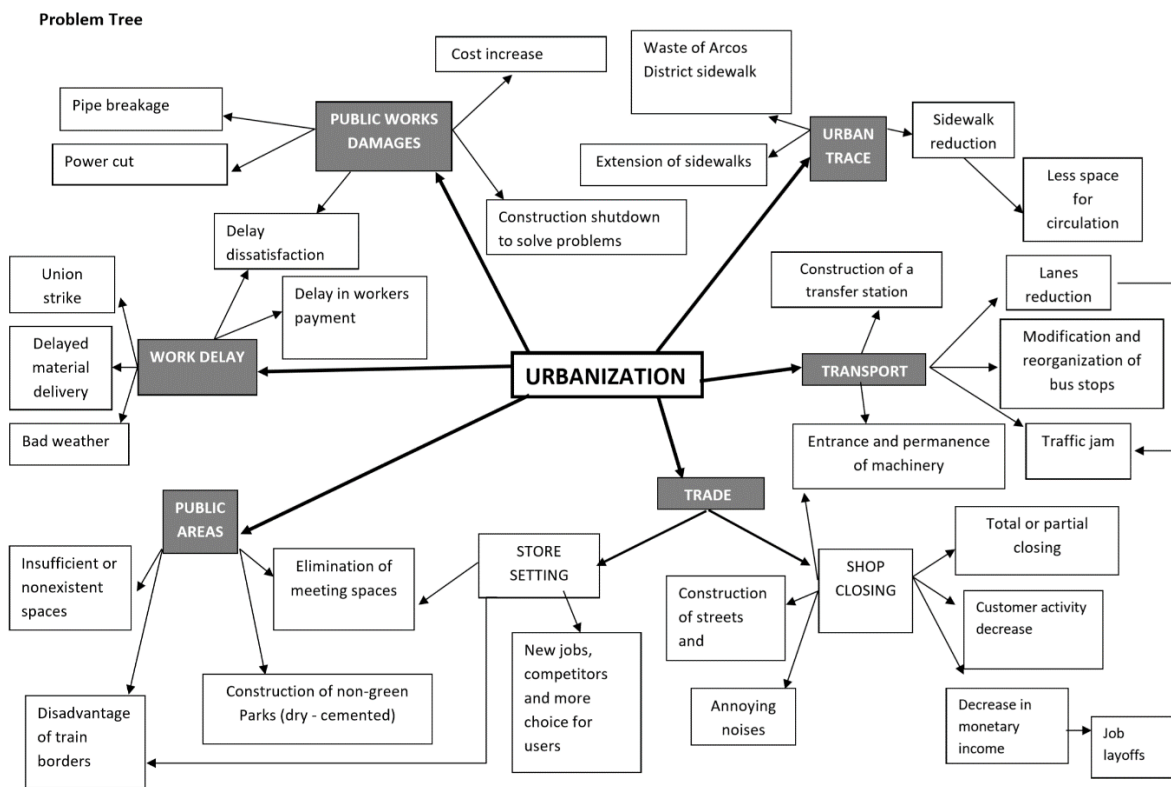 Problem Tree
Cost increase
Pipe breakage
PUBLIC WORKS
DAMAGES
Power cut
Construction shutdown
to solve problems
Delay
dissatisfaction
Waste of Arcos
District sidewalk
URBAN
TRACE
Extension of sidewalks
Sidewalk
reduction
Less space
for
circulation
Union
strike
Delay in workers
payment
Delayed
material
delivery
WORK DELAY
Bad weather
URBANIZATION
Construction of a
transfer station
Lanes
reduction
TRANSPORT
Modification and
reorganization of
bus stops
Entrance and permanence
of machinery
Traffic jam
PUBLIC
AREAS
Insufficient or
nonexistent
spaces
Elimination of
meeting spaces
Disadvantage
of train
borders
Construction of non-green
Parks (dry - cemented)
TRADE
STORE
SETTING
New jobs,
competitors
and more
choice for
users
SHOP
CLOSING
Construction
of streets
and
Annoying
noises
Total or partial
closing
Customer activity
decrease
Decrease in
monetary
income
Job
layoffs